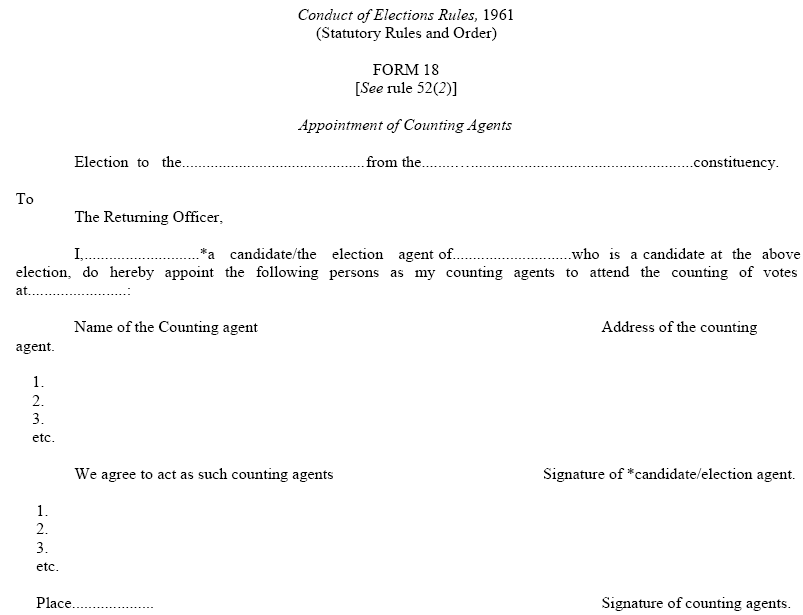 Conduct of Elections Rules, 1961
(Statutory Rules and Order)
FORM 18
[See rule 52(2)]
Appointment of Counting Agents
Election to the............................................from the..................................................................constituency.
To
The Returning Officer,
I,............................*a candidate/the election agent of.............................who is a candidate at the above
election, do hereby appoint the following persons as my counting agents to attend the counting of votes
at........................:
Name of the Counting agent Address of the counting
agent.
1.
2.
3.
etc.
We agree to act as such counting agents Signature of *candidate/election agent.
1.
2.
3.
etc.
Place.................... Signature of counting agents.